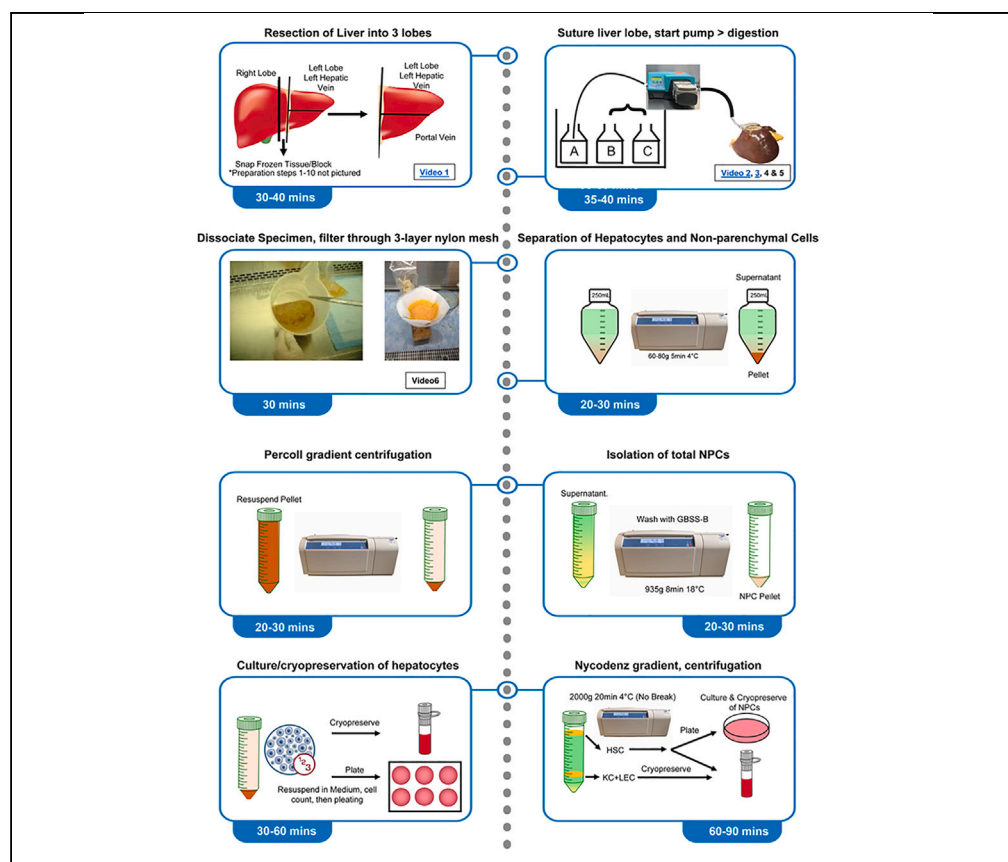 Resection of Liver into 3 lobes
Right Lobe
Left Lobe
Left Hepatic
Vein
Left Lobe
Left Hepatic
Vein
Portal Vein
Snap Frozen Tissue/Block
*Preparation steps 1-10 not pictured
Video 1
30-40 mins
Suture liver lobe, start pump > digestion
A
B
C
Video 2, 3, 4 & 5
35-40 mins
Dissociate Specimen, filter through 3-layer nylon mesh
Video6
30 mins
Separation of Hepatocytes and Non-parenchymal Cells
Supernatant
250mL
250mL
60-80g 5min 4°C
Pellet
20-30 mins
Percoll gradient centrifugation
Resuspend Pellet
20-30 mins
Isolation of total NPCs
Supernatant.
Wash with GBSS-B
935g 8min 18°C
NPC Pellet
20-30 mins
Culture/cryopreservation of hepatocytes
Cryopreserve
1-2-3
Plate
Resuspend in Medium, cell
count, then pleating
30-60 mins
Nycodenz gradient, centrifugation
2000g 20min 4°C (No Break)
Culture & Cryopreserve
of NPCs
Plate
HSC
Cryopreserve
KC+LEC
60-90 mins